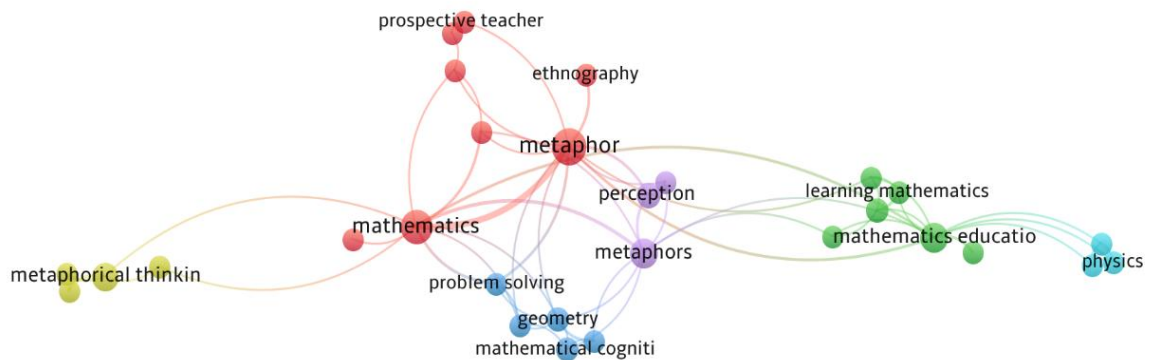 prospective teacher
ethnography
metaphor
perception
learning mathematics
mathematics
mathematics educatio
metaphors
physics
metaphorical thinkin
problem solving
geometry
mathematical cogniti